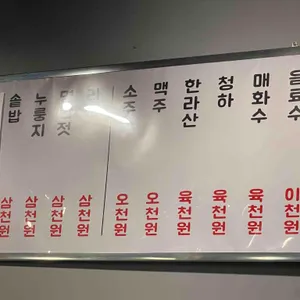 솥밥 삼천원
누룽지 삼천원
삼천원
삼천원
소주 오천원
맥주 오천원
한라산 육천원
청하 육천원
매화수 육천원
음료수 이천원